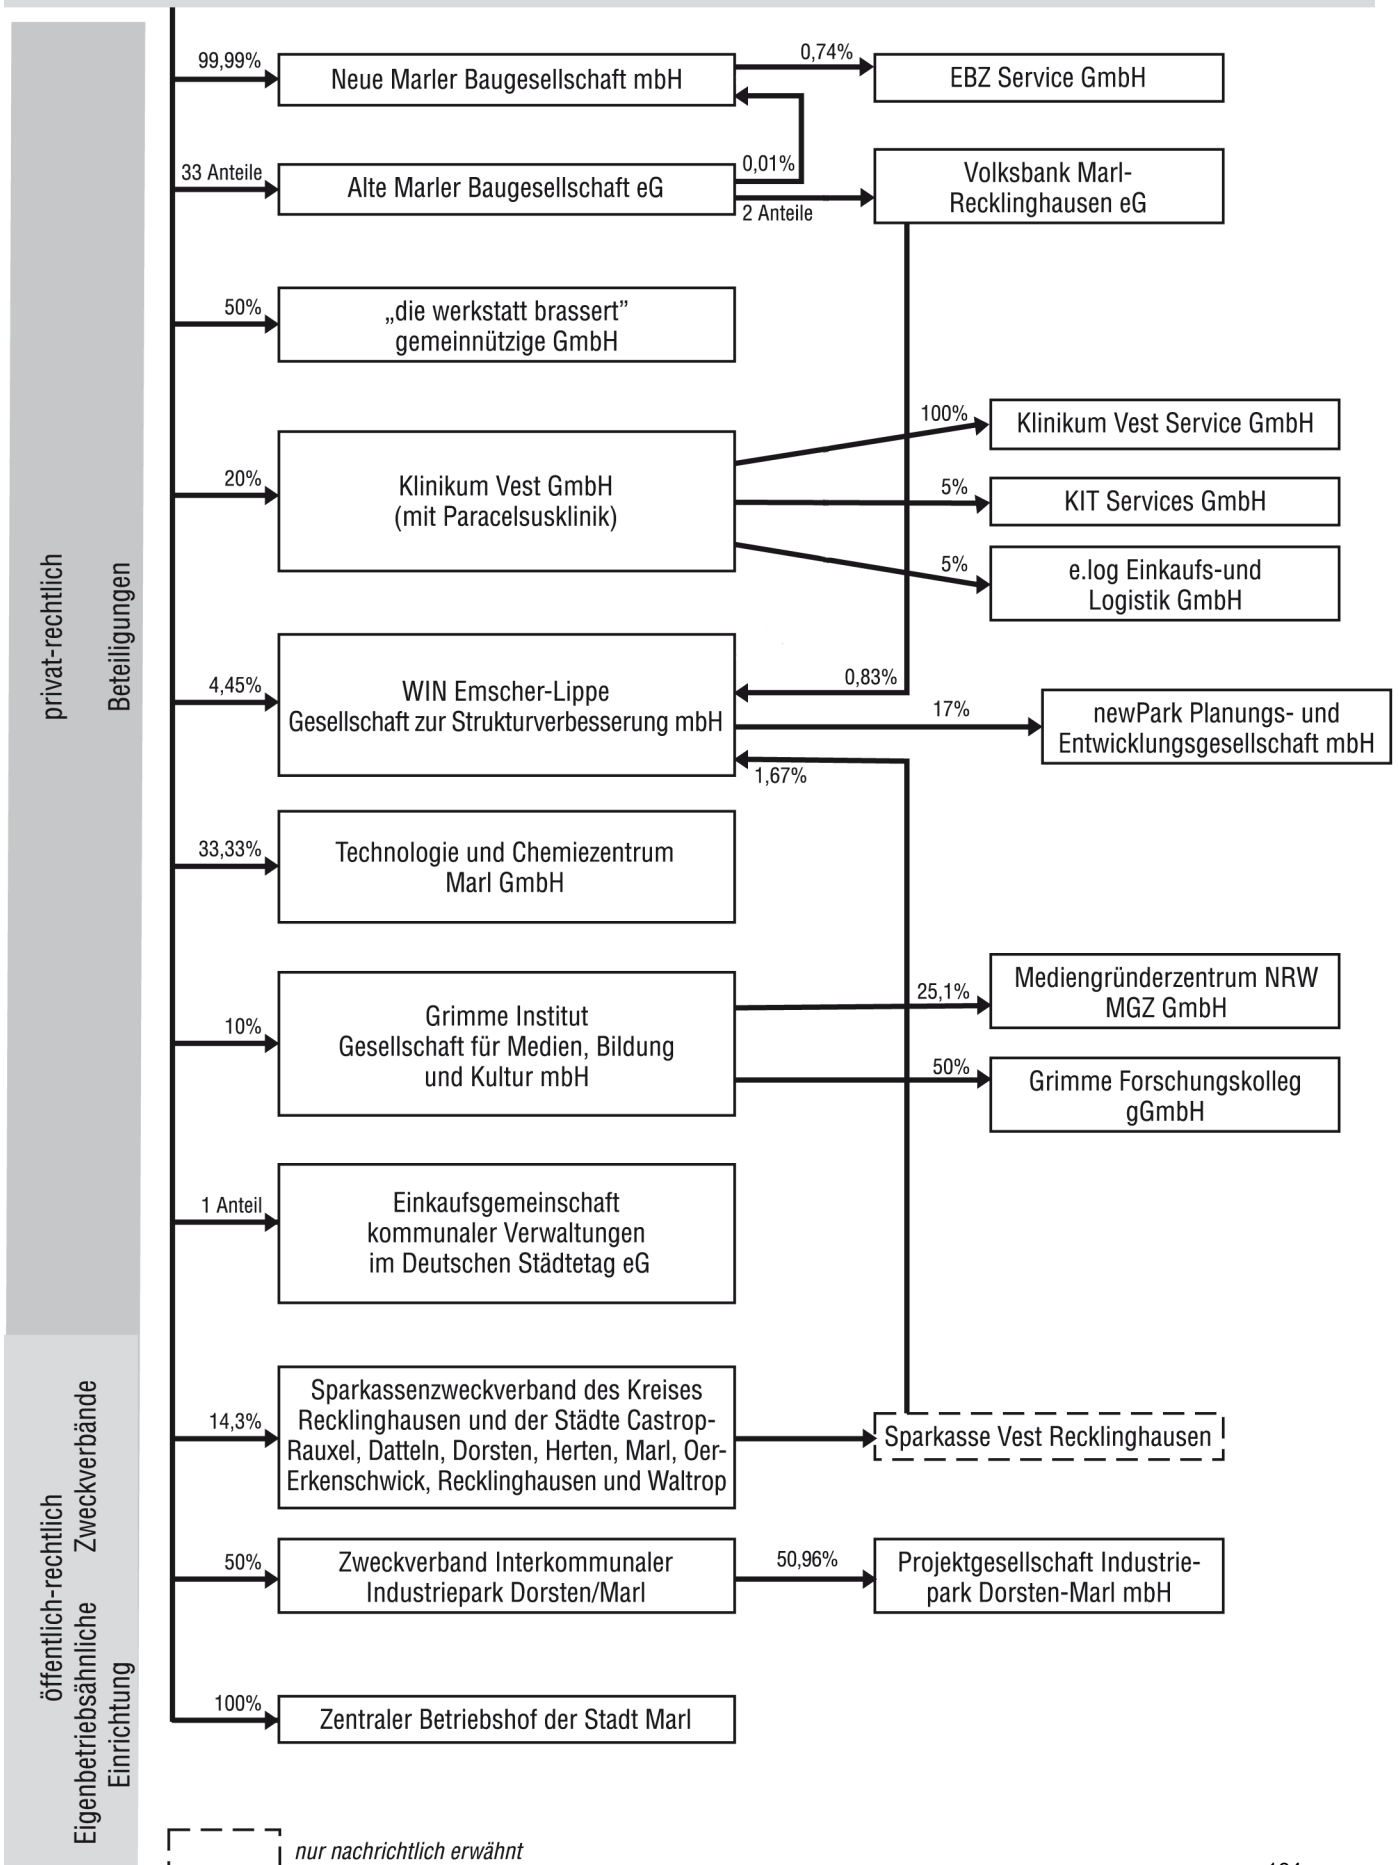 99,99%
Neue Marler Baugesellschaft mbH
0,74%
EBZ Service GmbH
33 Anteile
Alte Marler Baugesellschaft eG
0,01%
2 Anteile
Volksbank Marl-
Recklinghausen eG
50%
„die werkstatt brassert”
gemeinnützige GmbH
20%
Klinikum Vest GmbH
(mit Paracelsusklinik)
100%
Klinikum Vest Service GmbH
5%
KIT Services GmbH
5%
e.log Einkaufs-und
Logistik GmbH
privat-rechtlich
Beteiligungen
4,45%
WIN Emscher-Lippe
Gesellschaft zur Strukturverbesserung mbH
0,83%
17%
newPark Planungs- und
Entwicklungsgesellschaft mbH
1,67%
33,33%
Technologie und Chemiezentrum
Marl GmbH
10%
Grimme Institut
Gesellschaft für Medien, Bildung
und Kultur mbH
25,1%
Mediengründerzentrum NRW
MGZ GmbH
50%
Grimme Forschungskolleg
gGmbH
1 Anteil
Einkaufsgemeinschaft
kommunaler Verwaltungen
im Deutschen Städtetag eG
öffentlich-rechtlich
Zweckverbände
14,3%
Sparkassenzweckverband des Kreises
Recklinghausen und der Städte Castrop-
Rauxel, Datteln, Dorsten, Herten, Marl, Oer-
Erkenschwick, Recklinghausen und Waltrop
Sparkasse Vest Recklinghausen
50%
Zweckverband Interkommunaler
Industriepark Dorsten/Marl
50,96%
Projektgesellschaft Industrie-
park Dorsten-Marl mbH
Eigenbetriebsähnliche
Einrichtung
100%
Zentraler Betriebshof der Stadt Marl
nur nachrichtlich erwähnt